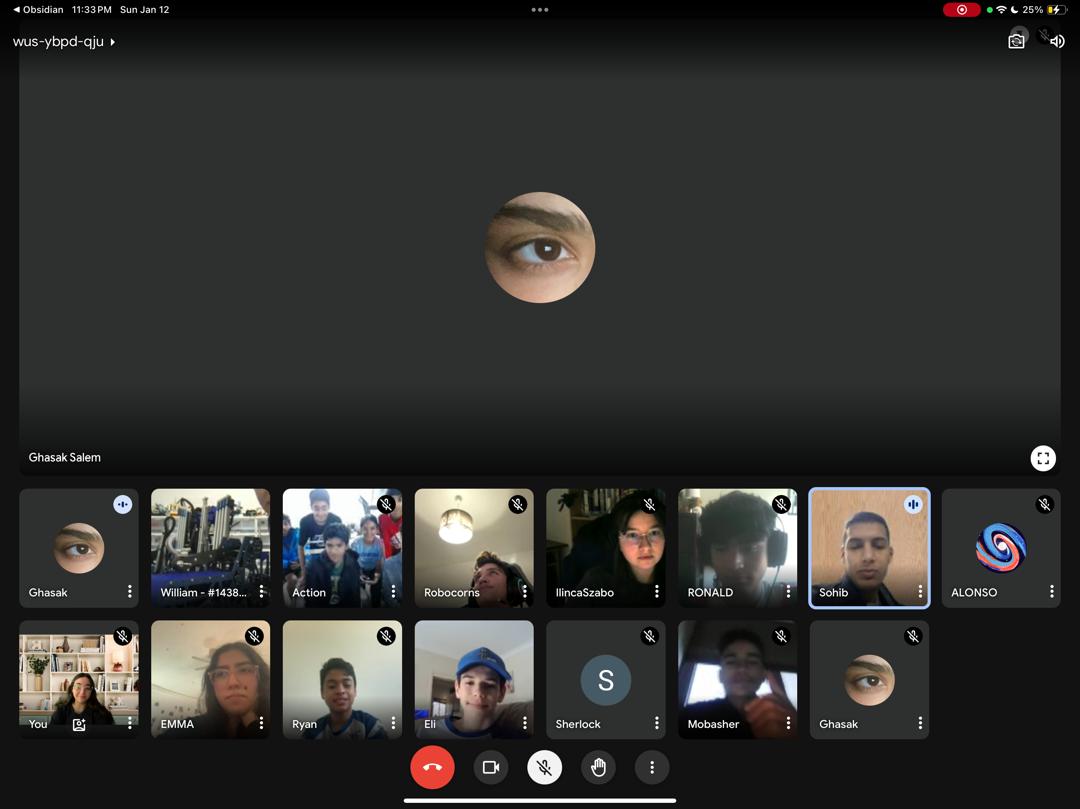 Obsidian 11:33 PM Sun Jan 12
25%
wus-ybpd-qju
Ghasak Salem
Ghasak
William - #1438...
Action
Robocorns
IlincaSzabo
RONALD
Sohib
ALONSO
You
EMMA
Ryan
Eli
S
Sherlock
Mobasher
Ghasak